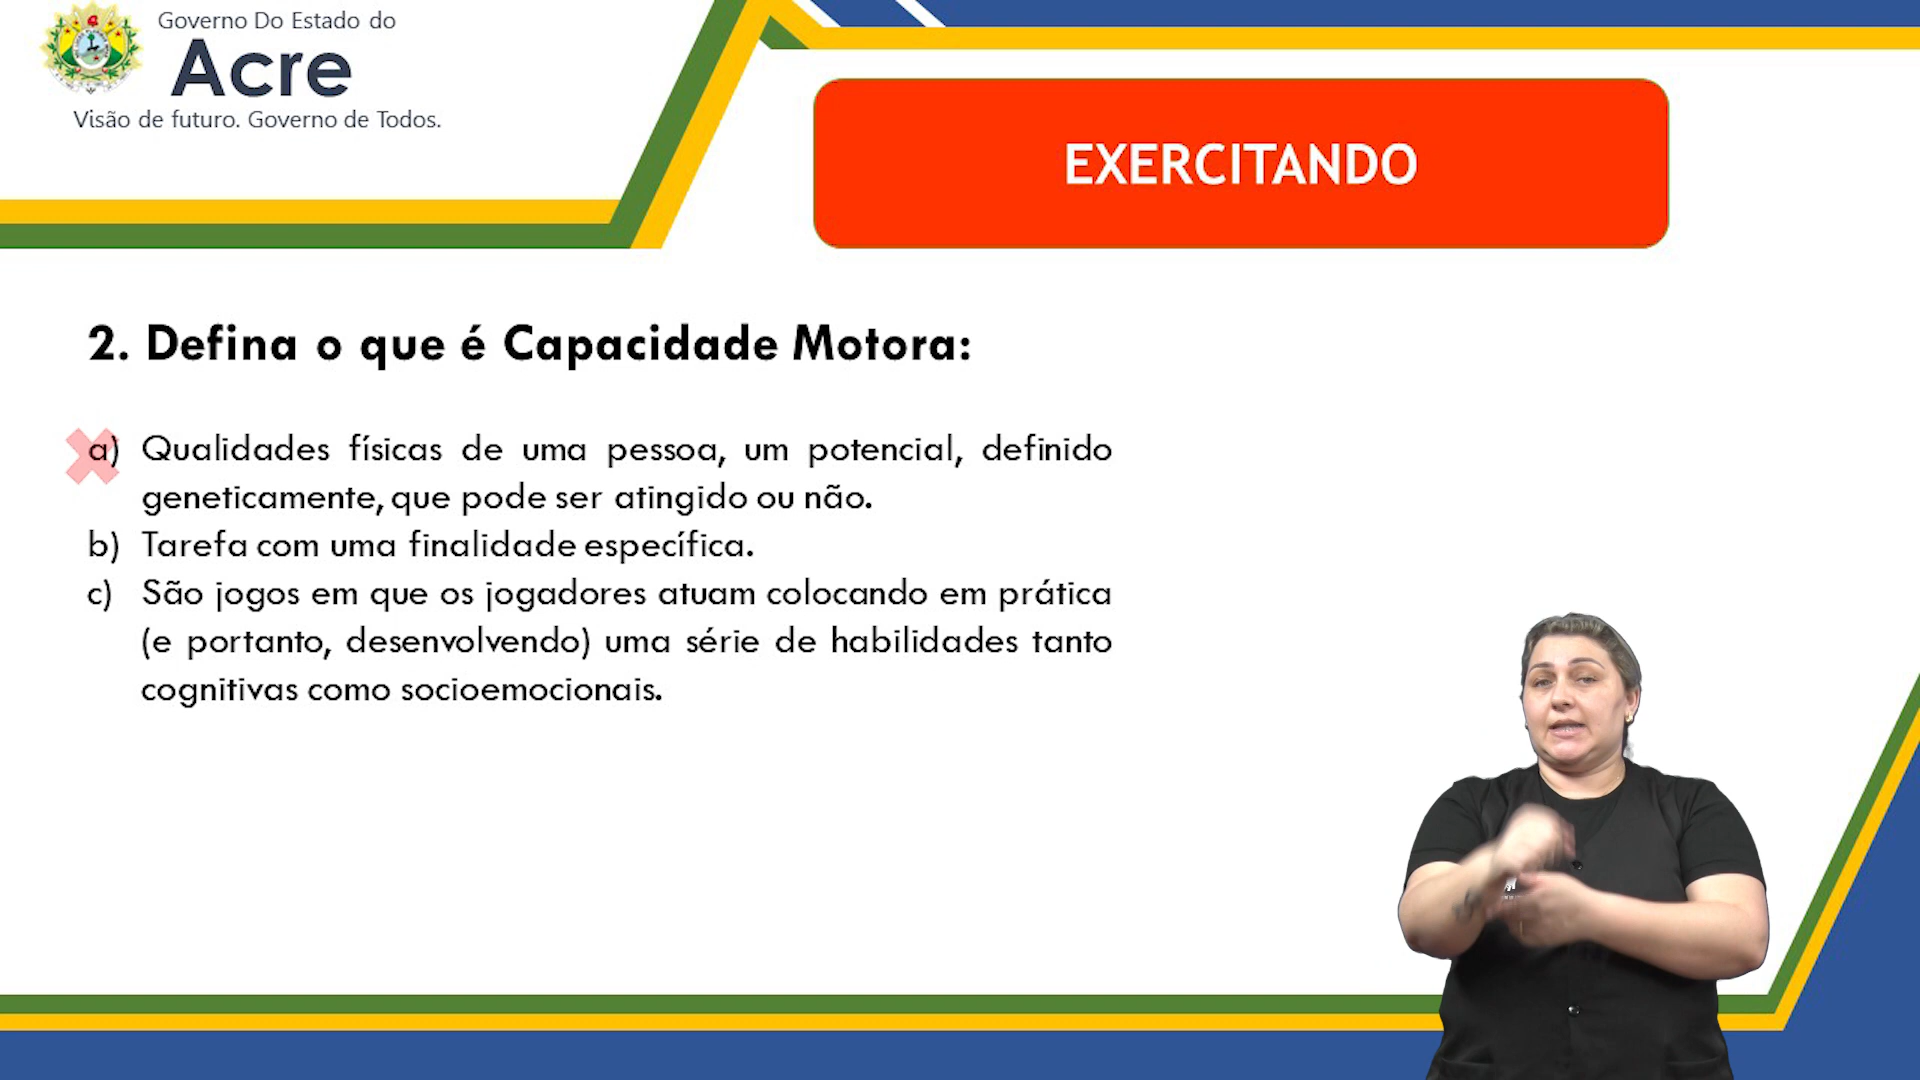 Governo Do Estado do
Acre
Visão de futuro. Governo de Todos.
EXERCITANDO
2. Defina o que é Capacidade Motora:
a) Qualidades físicas de uma pessoa, um potencial, definido
geneticamente, que pode ser atingido ou não.
b) Tarefa com uma finalidade específica.
c) São jogos em que os jogadores atuam colocando em prática
(e portanto, desenvolvendo) uma série de habilidades tanto
cognitivas como socioemocionais.